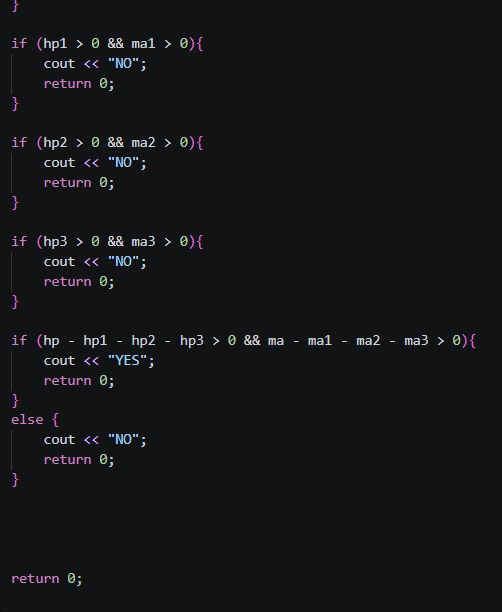 }
if (hp1 > 0 && ma1 > 0){
    cout << "NO";
    return 0;
}
if (hp2 > 0 && ma2 > 0){
    cout << "NO";
    return 0;
}
if (hp3 > 0 && ma3 > 0){
    cout << "NO";
    return 0;
}
if (hp - hp1 - hp2 - hp3 > 0 && ma - ma1 - ma2 - ma3 > 0){
    cout << "YES";
    return 0;
}
else {
    cout << "NO";
    return 0;
}
return 0;